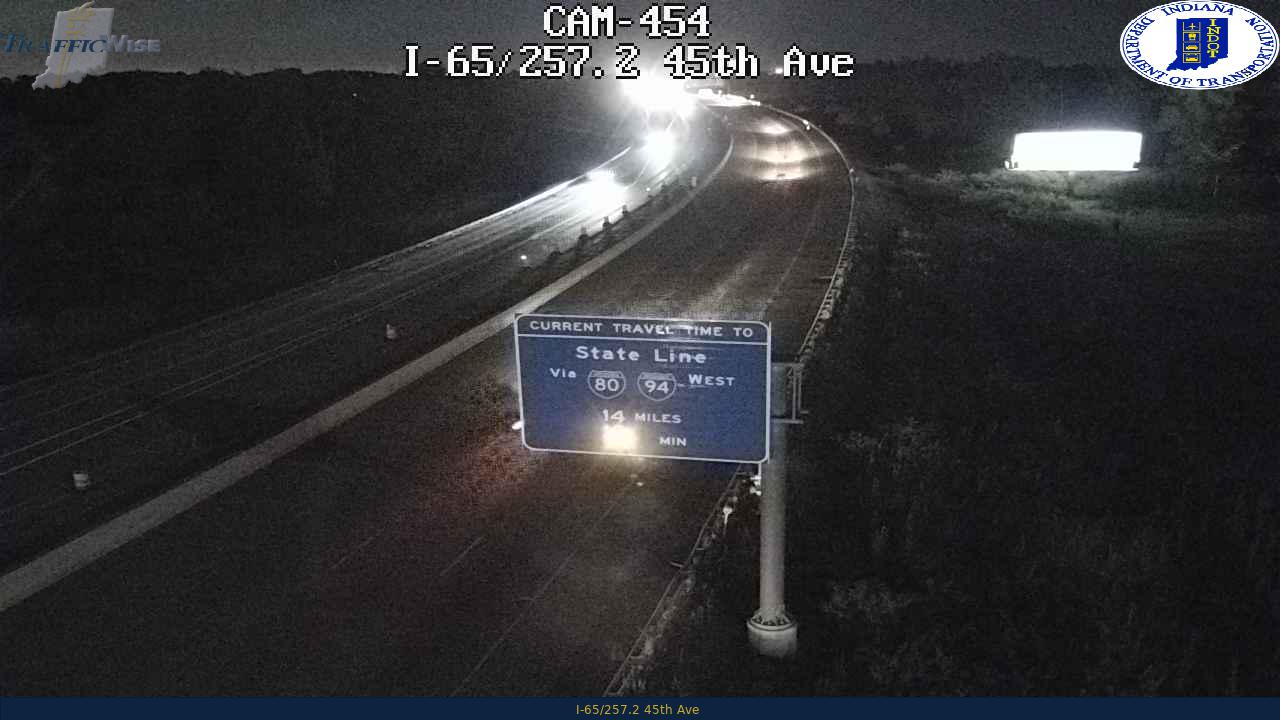 CAM-454
I-65/257.2 45th Ave
TRAFFICWISE
INDIANA
DEPARTMENT OF TRANSPORTATION
INDOT
CURRENT TRAVEL TIME TO
State Line
Via 80 94 - WEST
14 MILES
MIN
I-65/257.2 45th Ave